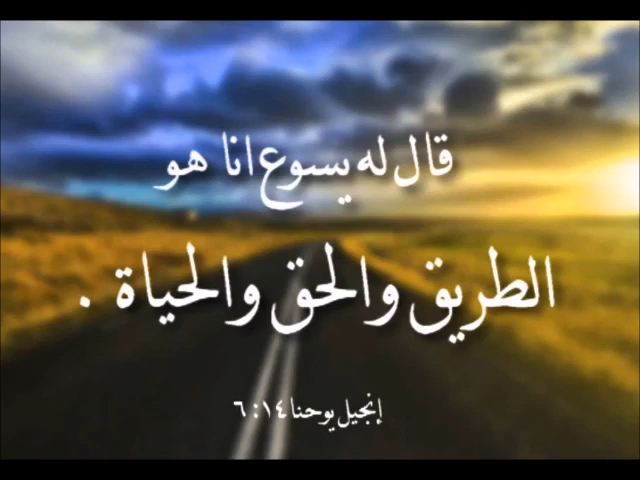 قال له يسوع انا هو
الطريق والحق والحياة .
إنجيل يوحنا ١٤ : ٦